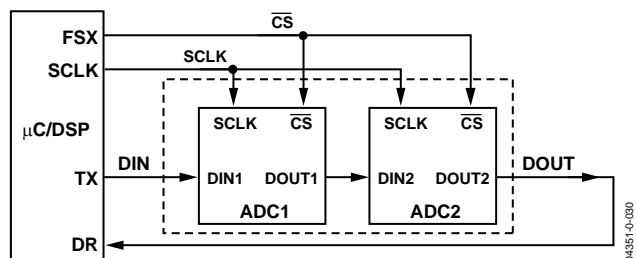 FSX
CS
SCLK
SCLK
μC/DSP
SCLK
CS
SCLK
CS
DIN
DOUT
TX
DIN1
DOUT1
DIN2
DOUT2
ADC1
ADC2
DR
04351-0-030